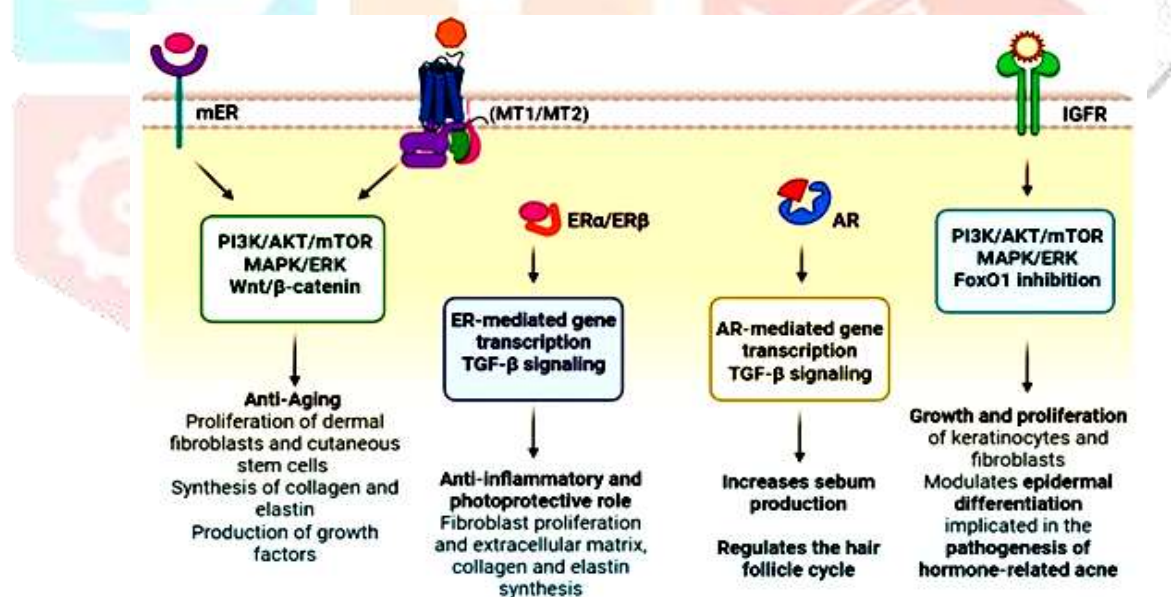 mER
(MT1/MT2)
IGFR
PI3K/AKT/mTOR
MAPK/ERK
Wnt/β-catenin
Anti-Aging
Proliferation of dermal
fibroblasts and cutaneous
stem cells
Synthesis of collagen and
elastin
Production of growth
factors
ERα/ERβ
ER-mediated gene
transcription
TGF-β signaling
Anti-inflammatory and
photoprotective role
Fibroblast proliferation
and extracellular matrix,
collagen and elastin
synthesis
AR
AR-mediated gene
transcription
TGF-β signaling
Increases sebum
production
Regulates the hair
follicle cycle
PI3K/AKT/mTOR
MAPK/ERK
FoxO1 inhibition
Growth and proliferation
of keratinocytes and
fibroblasts
Modulates epidermal
differentiation
implicated in the
pathogenesis of
hormone-related acne